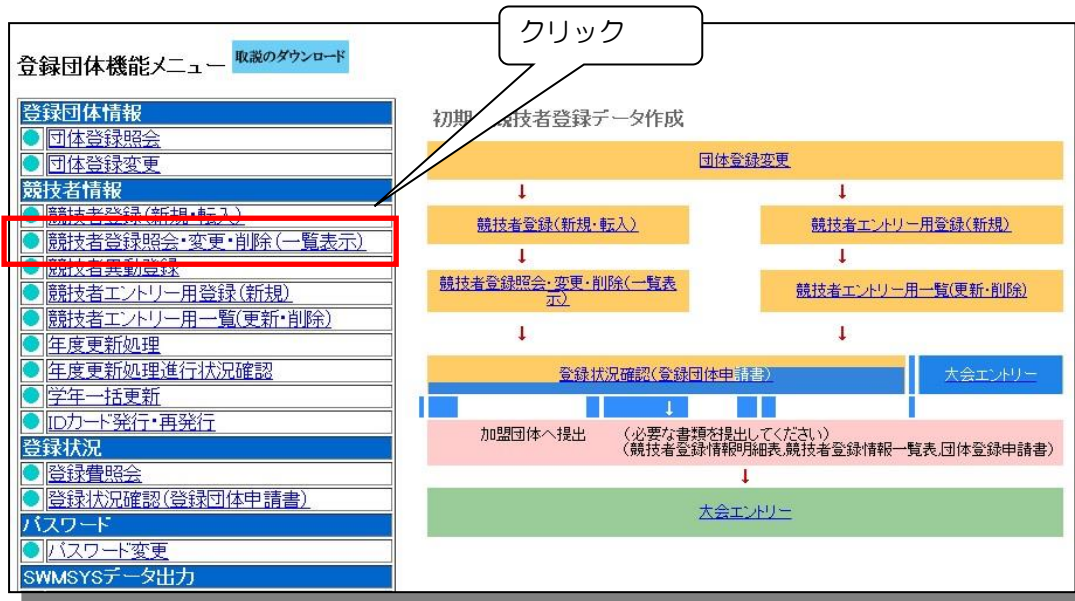 クリック
登録団体機能メニュー
取説のダウンロード
登録団体情報
団体登録照会
団体登録変更
競技者情報
競技者登録(新規・転入)
競技者登録照会・変更・削除(一覧表示)
競技者異動登録
競技者エントリー用登録(新規)
競技者エントリー用一覧(更新・削除)
年度更新処理
年度更新処理進行状況確認
学年一括更新
IDカード発行・再発行
登録状況
登録費照会
登録状況確認(登録団体申請書)
パスワード
パスワード変更
SWMSYSデータ出力
初期 競技者登録データ作成
団体登録変更
↓ ↓
競技者登録(新規・転入) 競技者エントリー用登録(新規)
↓ ↓
競技者登録照会・変更・削除(一覧表
示)
競技者エントリー用一覧(更新・削除)
↓ ↓
登録状況確認(登録団体申請書) 大会エントリー
↓
加盟団体へ提出 (必要な書類を提出してください)
(競技者登録情報明細表,競技者登録情報一覧表,団体登録申請書)
↓
大会エントリー